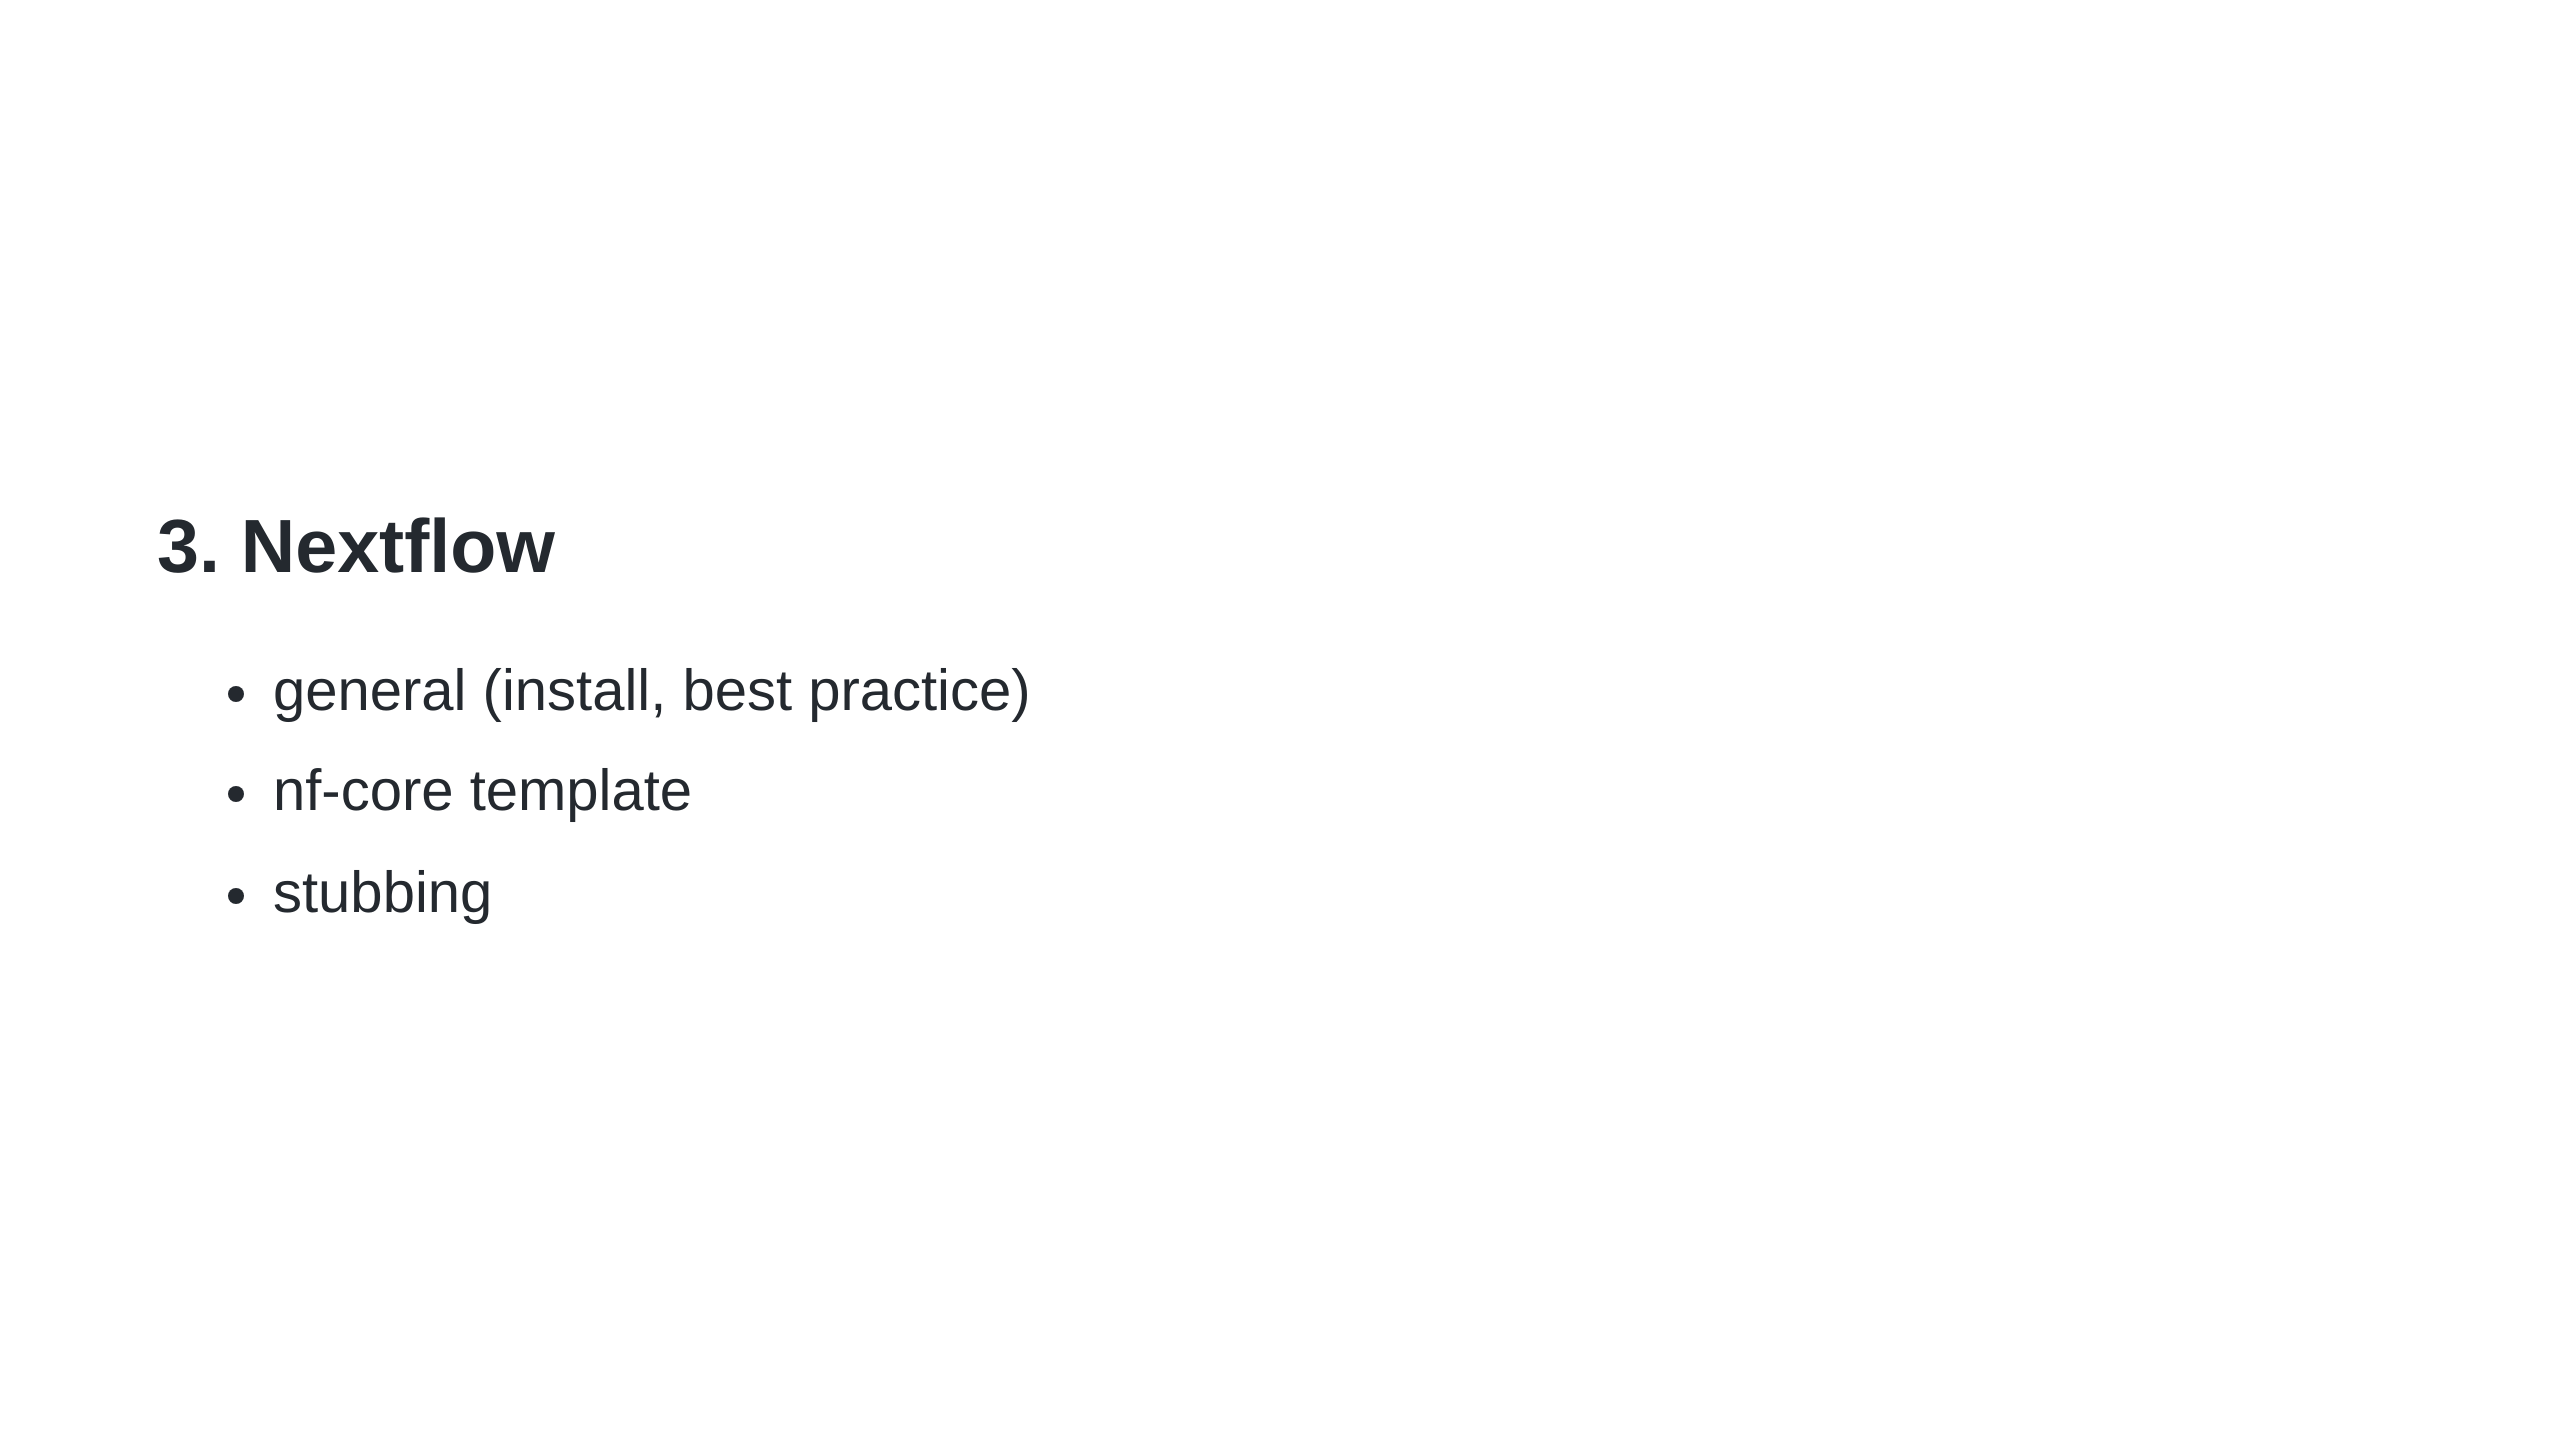 3. Nextflow
• general (install, best practice)
• nf-core template
• stubbing